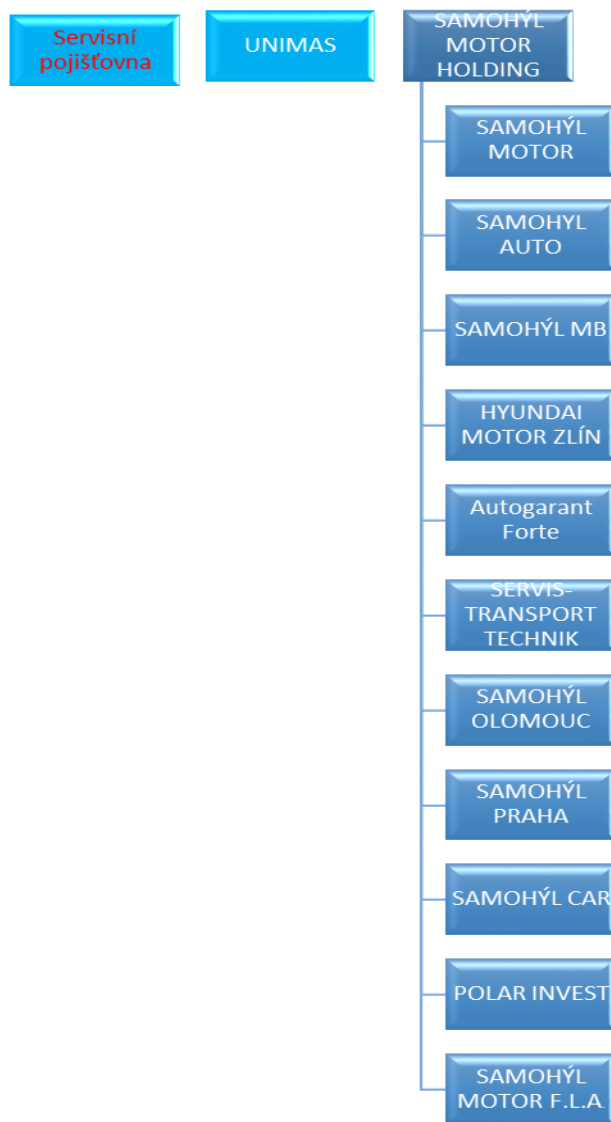 Servisní
pojišťovna
UNIMAS
SAMOHÝL
MOTOR
HOLDING
SAMOHÝL
MOTOR
SAMOHYL
AUTO
SAMOHÝL MB
HYUNDAI
MOTOR ZLÍN
Autogarant
Forte
SERVIS-
TRANSPORT
TECHNIK
SAMOHÝL
OLOMOUC
SAMOHÝL
PRAHA
SAMOHÝL CAR
POLAR INVEST
SAMOHÝL
MOTOR F.L.A.